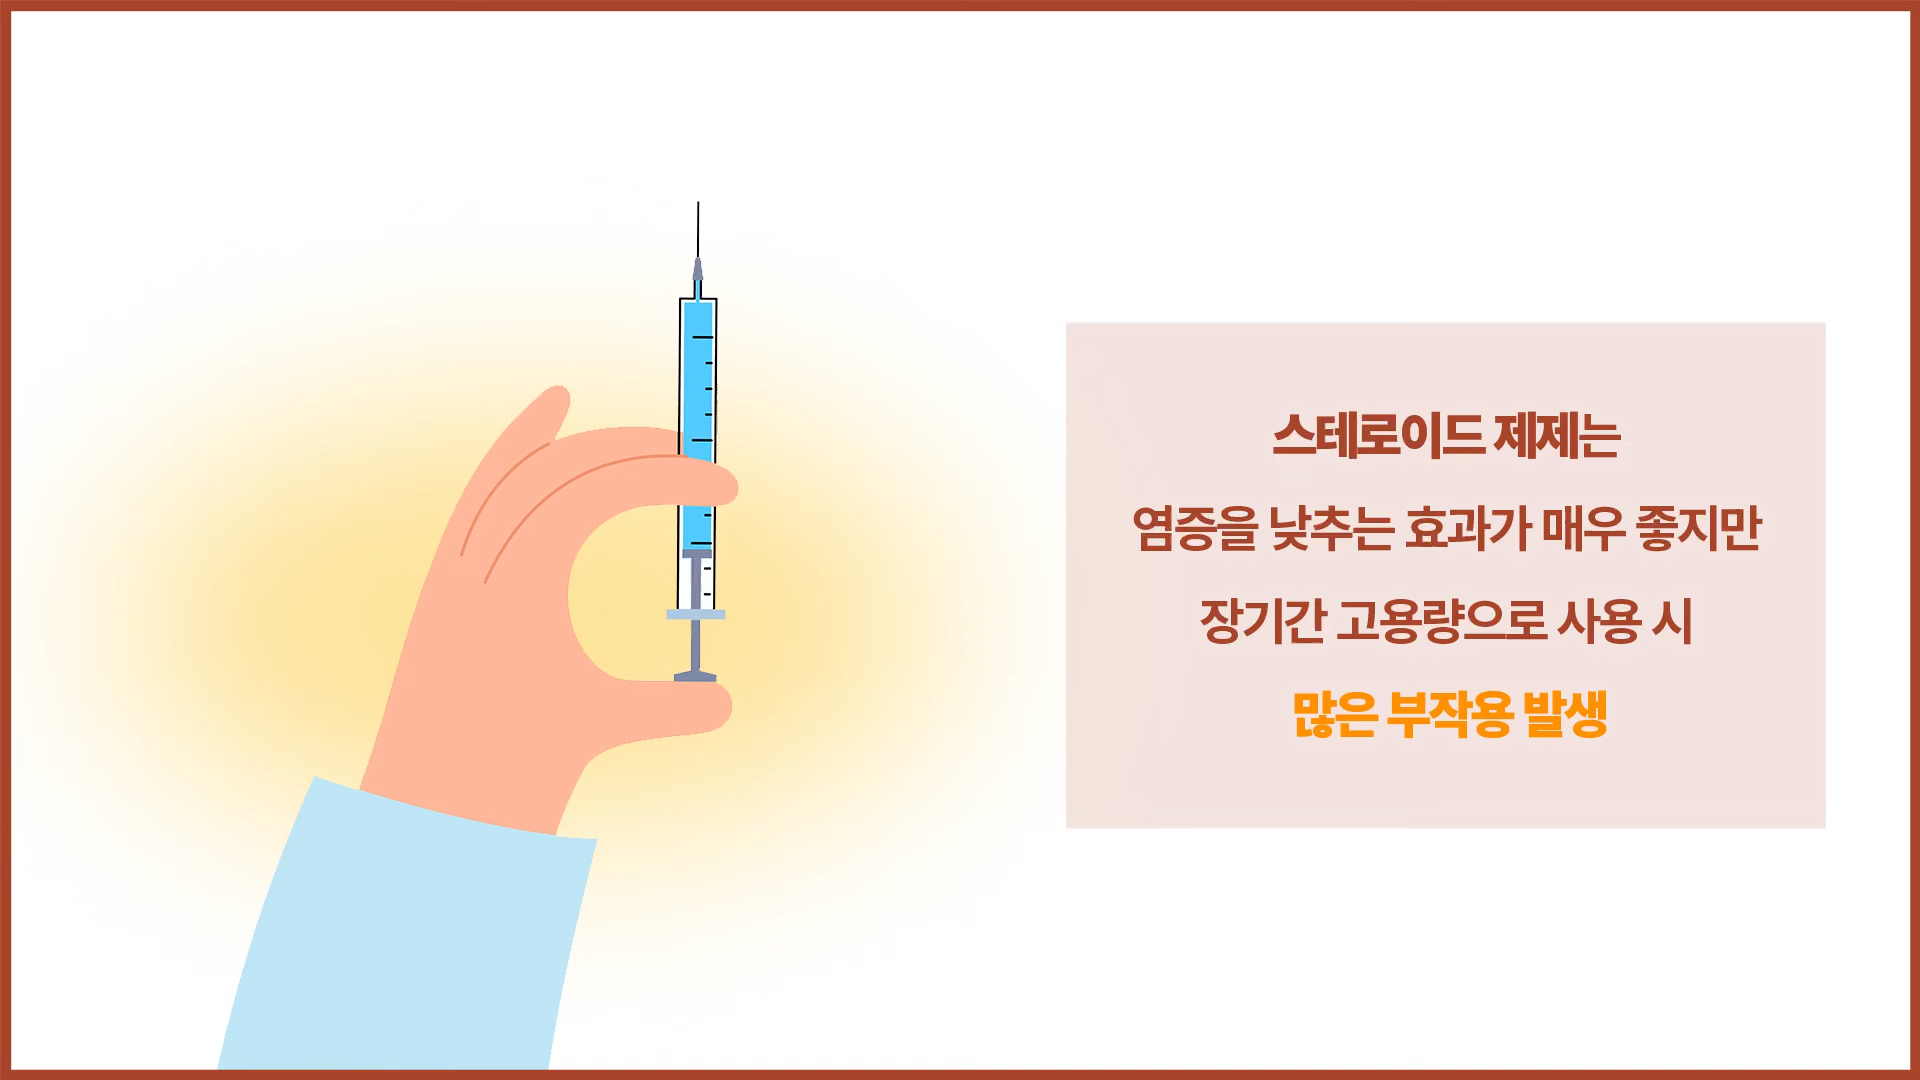 스테로이드 제제는
염증을 낮추는 효과가 매우 좋지만
장기간 고용량으로 사용 시
많은 부작용 발생